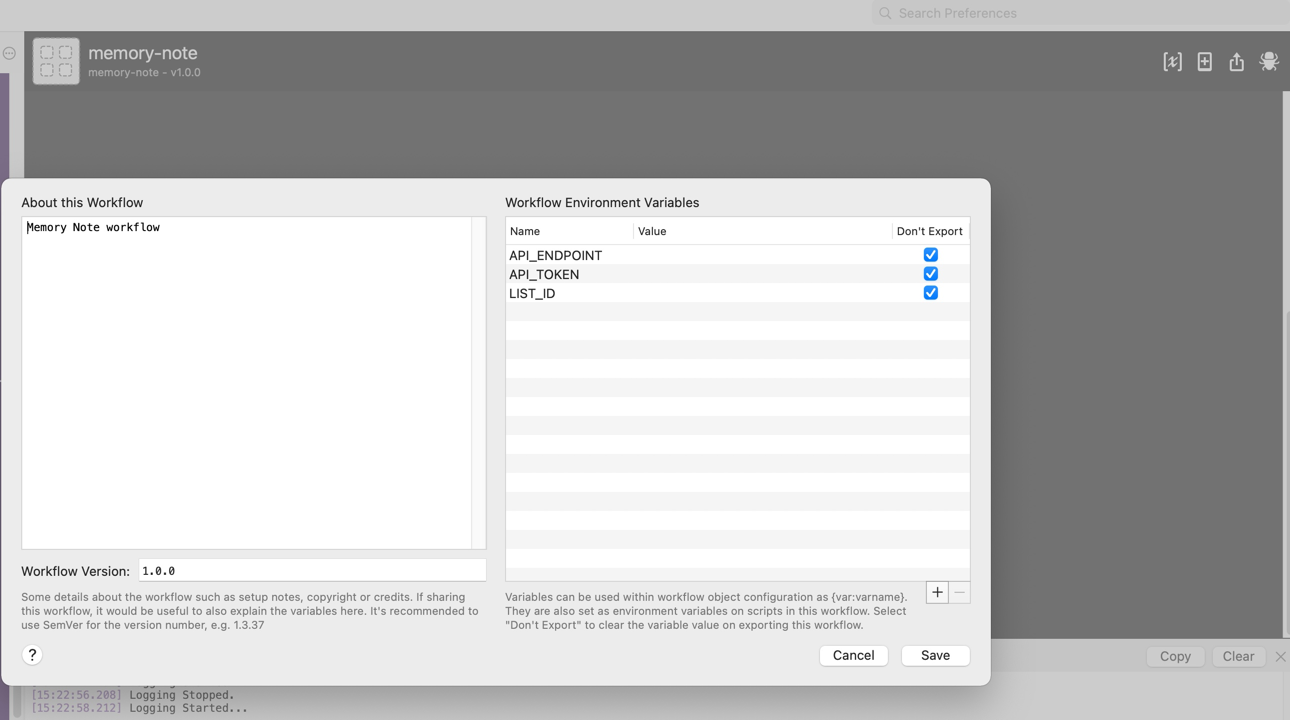 Search Preferences
memory-note
memory-note - v1.0.0
About this Workflow
Memory Note workflow
Workflow Version: 1.0.0
Some details about the workflow such as setup notes, copyright or credits. If sharing
this workflow, it would be useful to also explain the variables here. It's recommended to
use SemVer for the version number, e.g. 1.3.37
?
Workflow Environment Variables
Name Value Don't Export
API_ENDPOINT
API_TOKEN
LIST_ID
+ −
Variables can be used within workflow object configuration as {var:varname}.
They are also set as environment variables on scripts in this workflow. Select
"Don't Export" to clear the variable value on exporting this workflow.
Cancel Save
Copy Clear
[15:22:56.208] Logging Stopped.
[15:22:58.212] Logging Started...